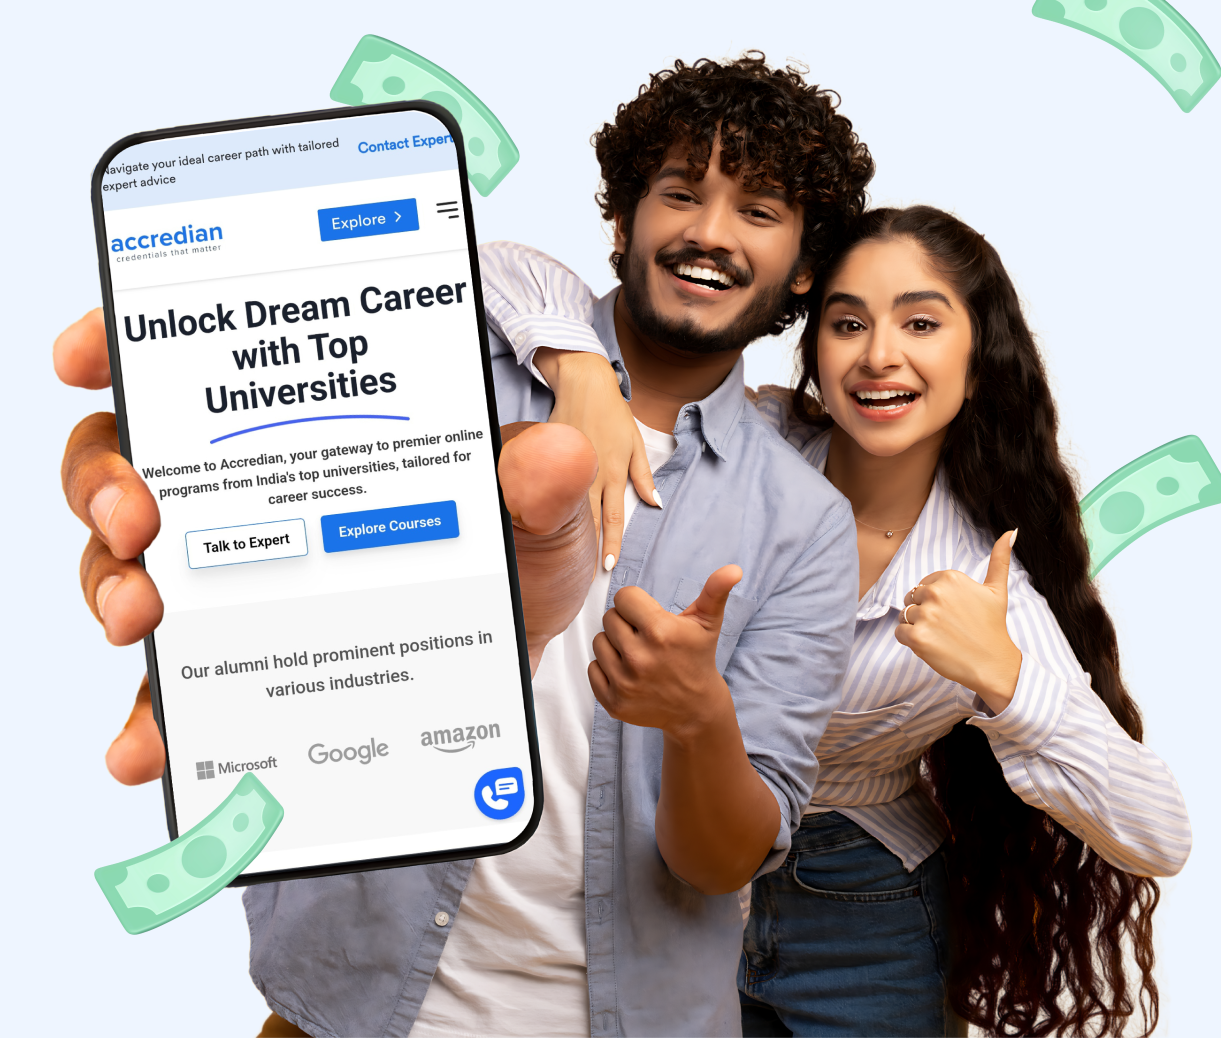 Navigate your ideal career path with tailored
expert advice
Contact Expert
accredian
credentials that matter
Explore
Unlock Dream Career
with Top
Universities
Welcome to Accredian, your gateway to premier online
programs from India's top universities, tailored for
career success.
Talk to Expert
Explore Courses
Our alumni hold prominent positions in
various industries.
Microsoft
Google
amazon